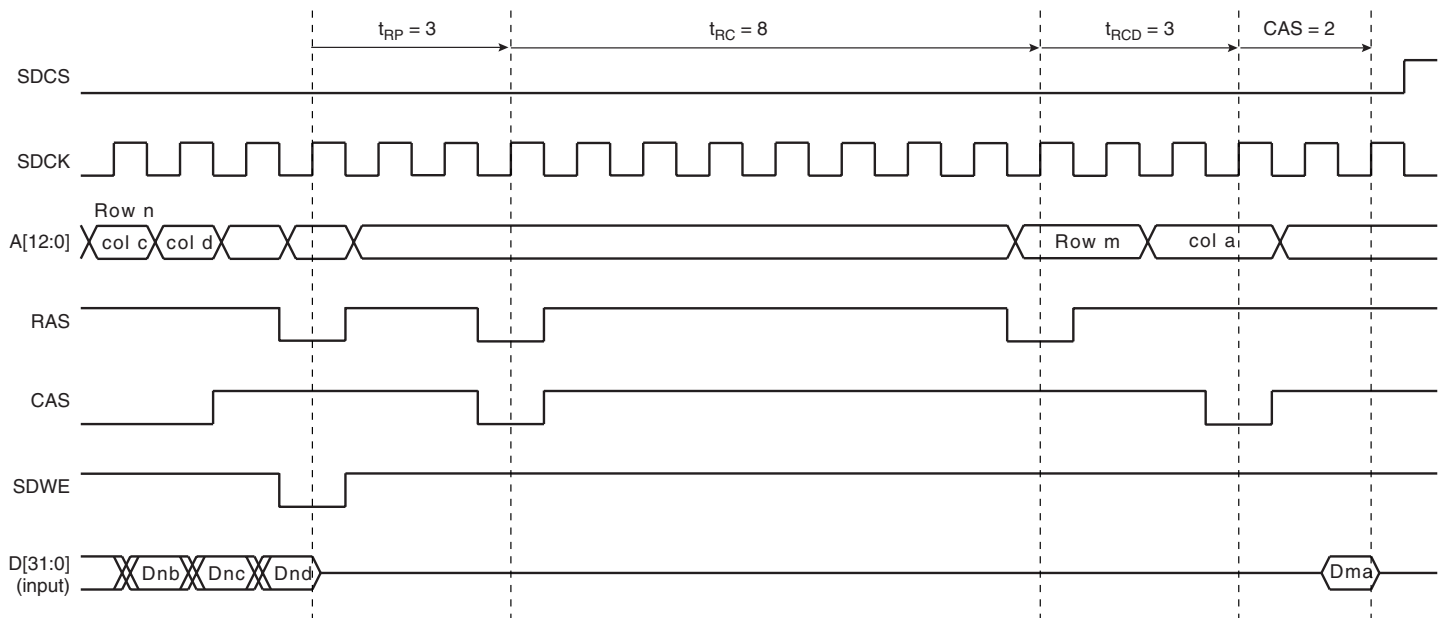 tRP = 3
tRC = 8
tRCD = 3
CAS = 2
SDCS
SDCK
Row n
A[12:0]
col c
col d
Row m
col a
RAS
CAS
SDWE
D[31:0]
(input)
Dnb
Dnc
Dnd
Dma